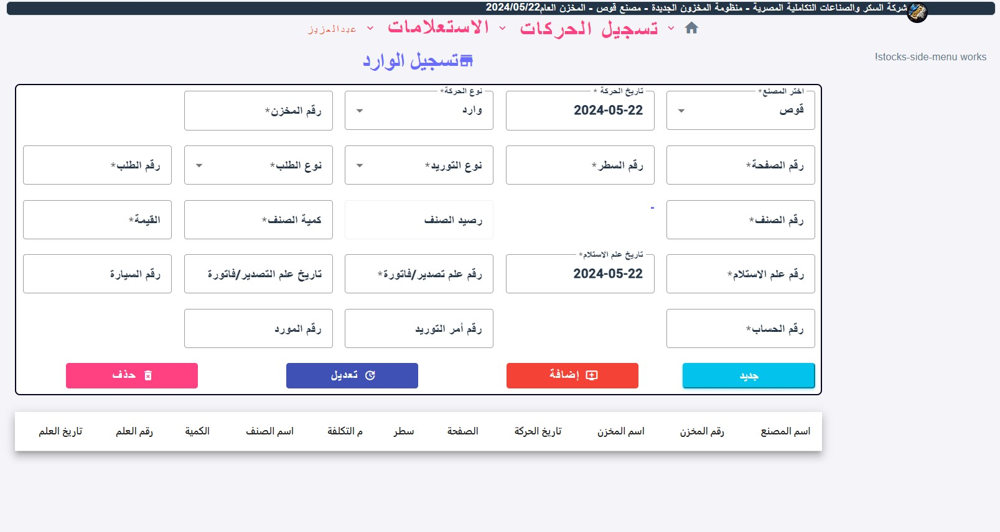 شركة السكر والصناعات التكاملية المصرية - منظومة المخزون الجديدة - مصنع قوص - المخزن العام2024/05/22
تسجيل الحركات الاستعلامات عبدالعزيز
!stocks-side-menu works
تسجيل الوارد
اختر المصنع* تاريخ الحركة * نوع الحركة*
قوص 2024-05-22 وارد رقم المخزن*
رقم الصفحة* رقم السطر* نوع التوريد* نوع الطلب* رقم الطلب*
رقم الصنف* - رصيد الصنف كمية الصنف* القيمة*
تاريخ علم الاستلام*
رقم علم الاستلام* 2024-05-22 رقم علم تصدير/فاتورة* تاريخ علم التصدير/فاتورة رقم السيارة
رقم الحساب* رقم أمر التوريد رقم المورد
جديد إضافة تعديل حذف
اسم المصنع رقم المخزن اسم المخزن تاريخ الحركة الصفحة سطر م التكلفة اسم الصنف الكمية رقم العلم تاريخ العلم